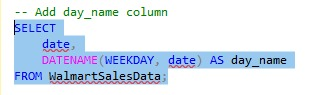 -- Add day_name column
SELECT
    date,
    DATENAME(WEEKDAY, date) AS day_name
FROM WalmartSalesData;